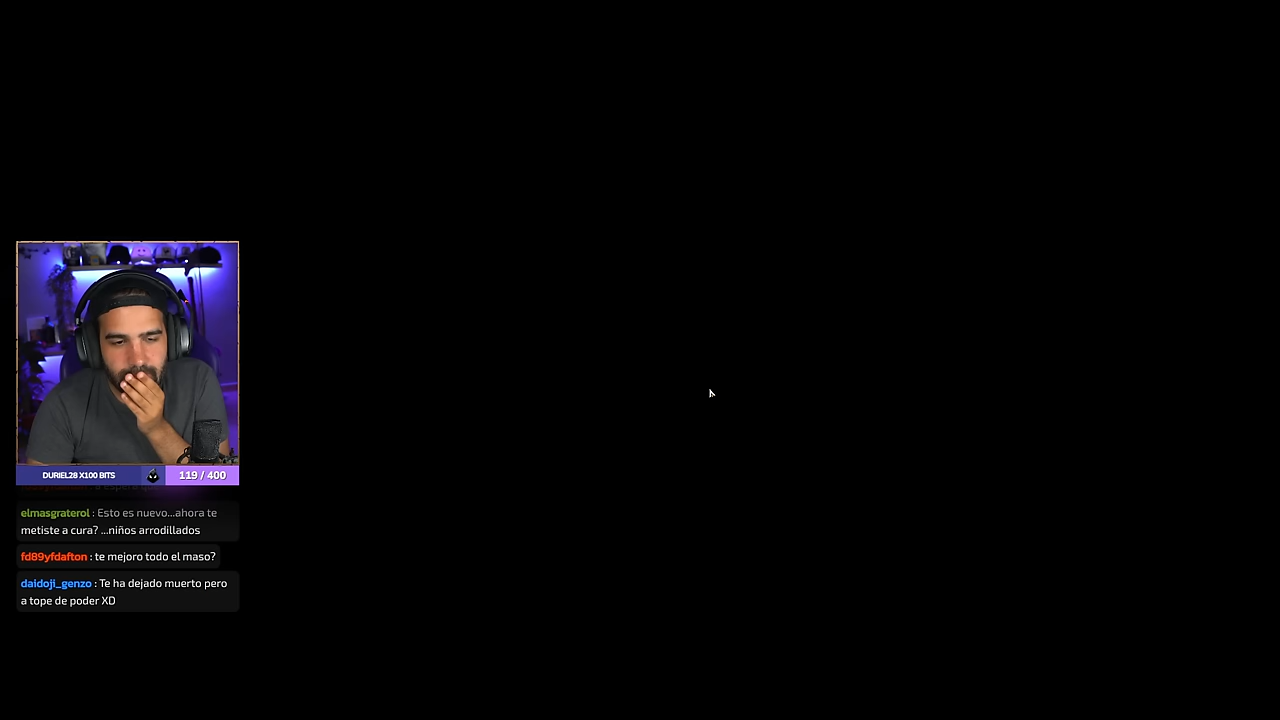 DURIEL28 X100 BITS
119 / 400
elmasgraterol : Esto es nuevo...ahora te
metiste a cura? ...niños arrodillados
fd89yfdafton : te mejoro todo el maso?
daidoji_genzo : Te ha dejado muerto pero
a tope de poder XD